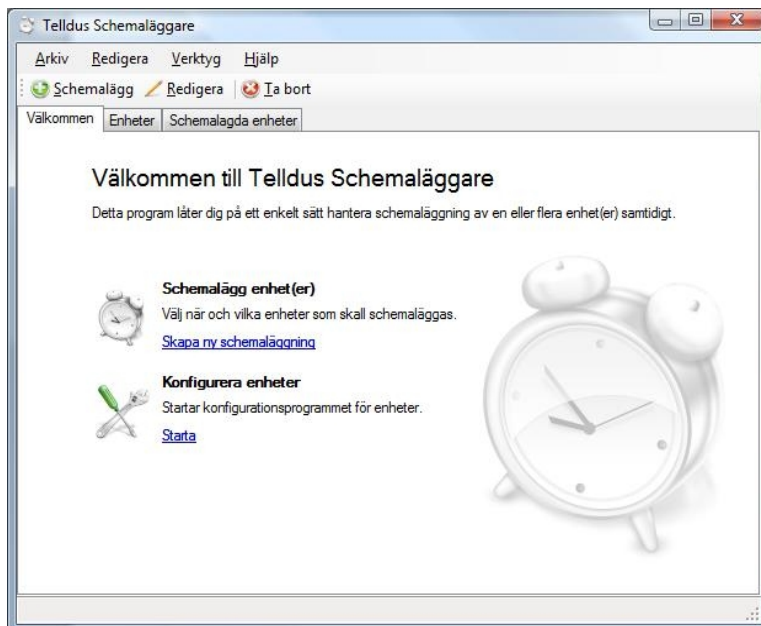 Telldus Schemaläggare
Arkiv Redigera Verktyg Hjälp
Schemalägg Redigera Ta bort
Välkommen Enheter Schemalagda enheter
Välkommen till Telldus Schemaläggare
Detta program låter dig på ett enkelt sätt hantera schemaläggning av en eller flera enhet(er) samtidigt.
Schemalägg enhet(er)
Välj när och vilka enheter som skall schemaläggas.
Skapa ny schemaläggning
Konfigurera enheter
Startar konfigurationsprogrammet för enheter.
Starta